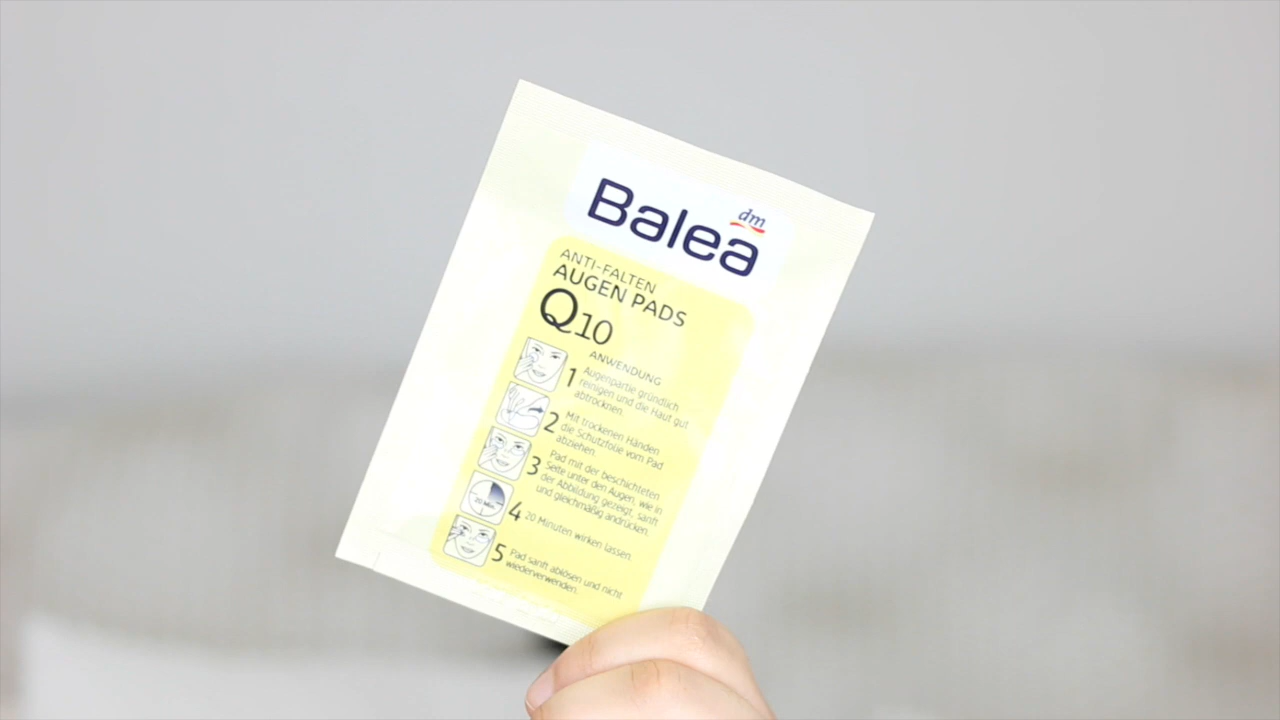 Balea
dm
ANTI-FALTEN
AUGEN PADS
Q10
ANWENDUNG
1 Augenpartie gründlich
reinigen und die Haut gut
abtrocknen.
2 Mit trockenen Händen
die Schutzfolie vom Pad
abziehen.
3 Pad mit der beschichteten
Seite unter den Augen, wie in
der Abbildung gezeigt, sanft
und gleichmäßig andrücken.
20 Min.
4 20 Minuten wirken lassen.
5 Pad sanft ablösen und nicht
wiederverwenden.